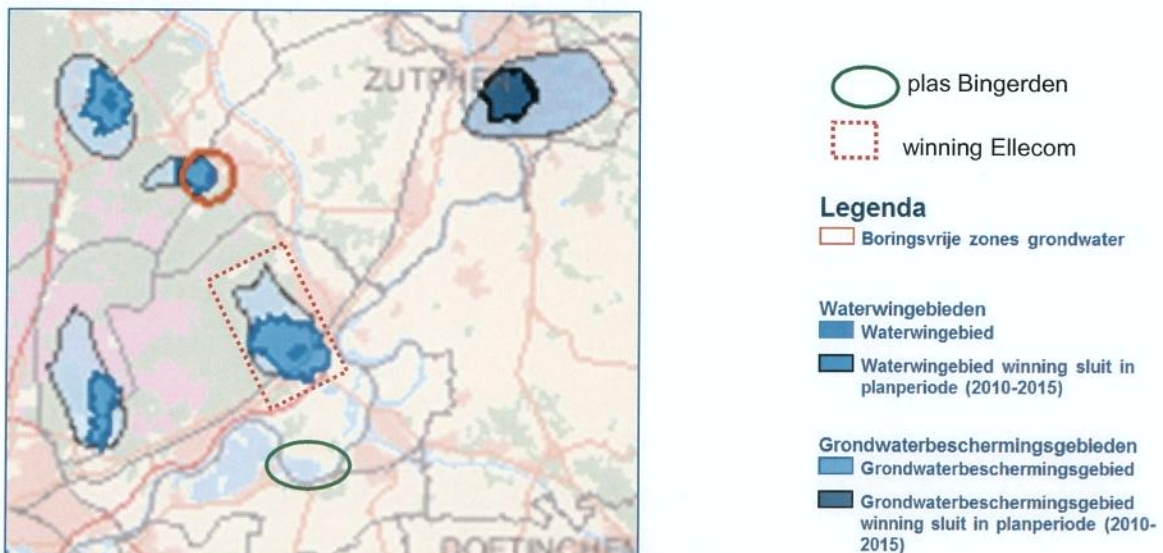 ZUTPHEN
DOETINCHEM
plas Bingerden
winning Ellecom
Legenda
Boringsvrije zones grondwater
Waterwingebieden
Waterwingebied
Waterwingebied winning sluit in
planperiode (2010-2015)
Grondwaterbeschermingsgebieden
Grondwaterbeschermingsgebied
Grondwaterbeschermingsgebied
winning sluit in planperiode (2010-
2015)